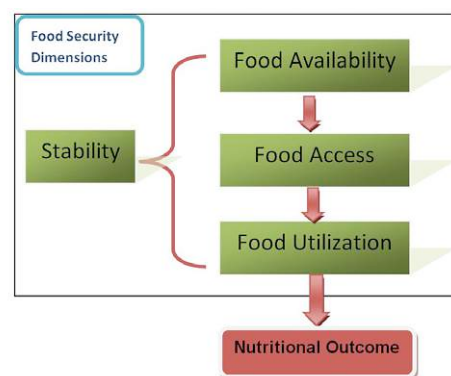 Food Security
Dimensions
Food Availability
Stability
Food Access
Food Utilization
Nutritional Outcome